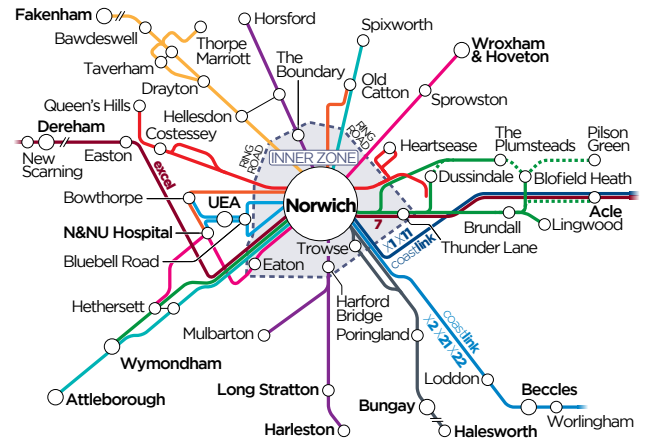 Fakenham
Bawdeswell
Thorpe
Marriott
Taverham
Drayton
Horsford
Spixworth
The
Boundary
Old
Catton
Wroxham
& Hoveton
Sprowston
Hellesdon
Queen's Hills
Costessey
Dereham
New
Scarning
Easton
excel
RING
ROAD
RING
ROAD
INNER ZONE
Heartsease
The
Plumsteads
Pilson
Green
Dussindale
Blofield Heath
Bowthorpe
UEA
Norwich
Acle
N&NU Hospital
7
Brundall
Lingwood
Thunder Lane
Bluebell Road
Trowse
X1 X11
coastlink
Eaton
Hethersett
Harford
Bridge
Mulbarton
Poringland
coastlink
X2 X21 X22
Wymondham
Loddon
Attleborough
Long Stratton
Bungay
Beccles
Worlingham
Harleston
Halesworth